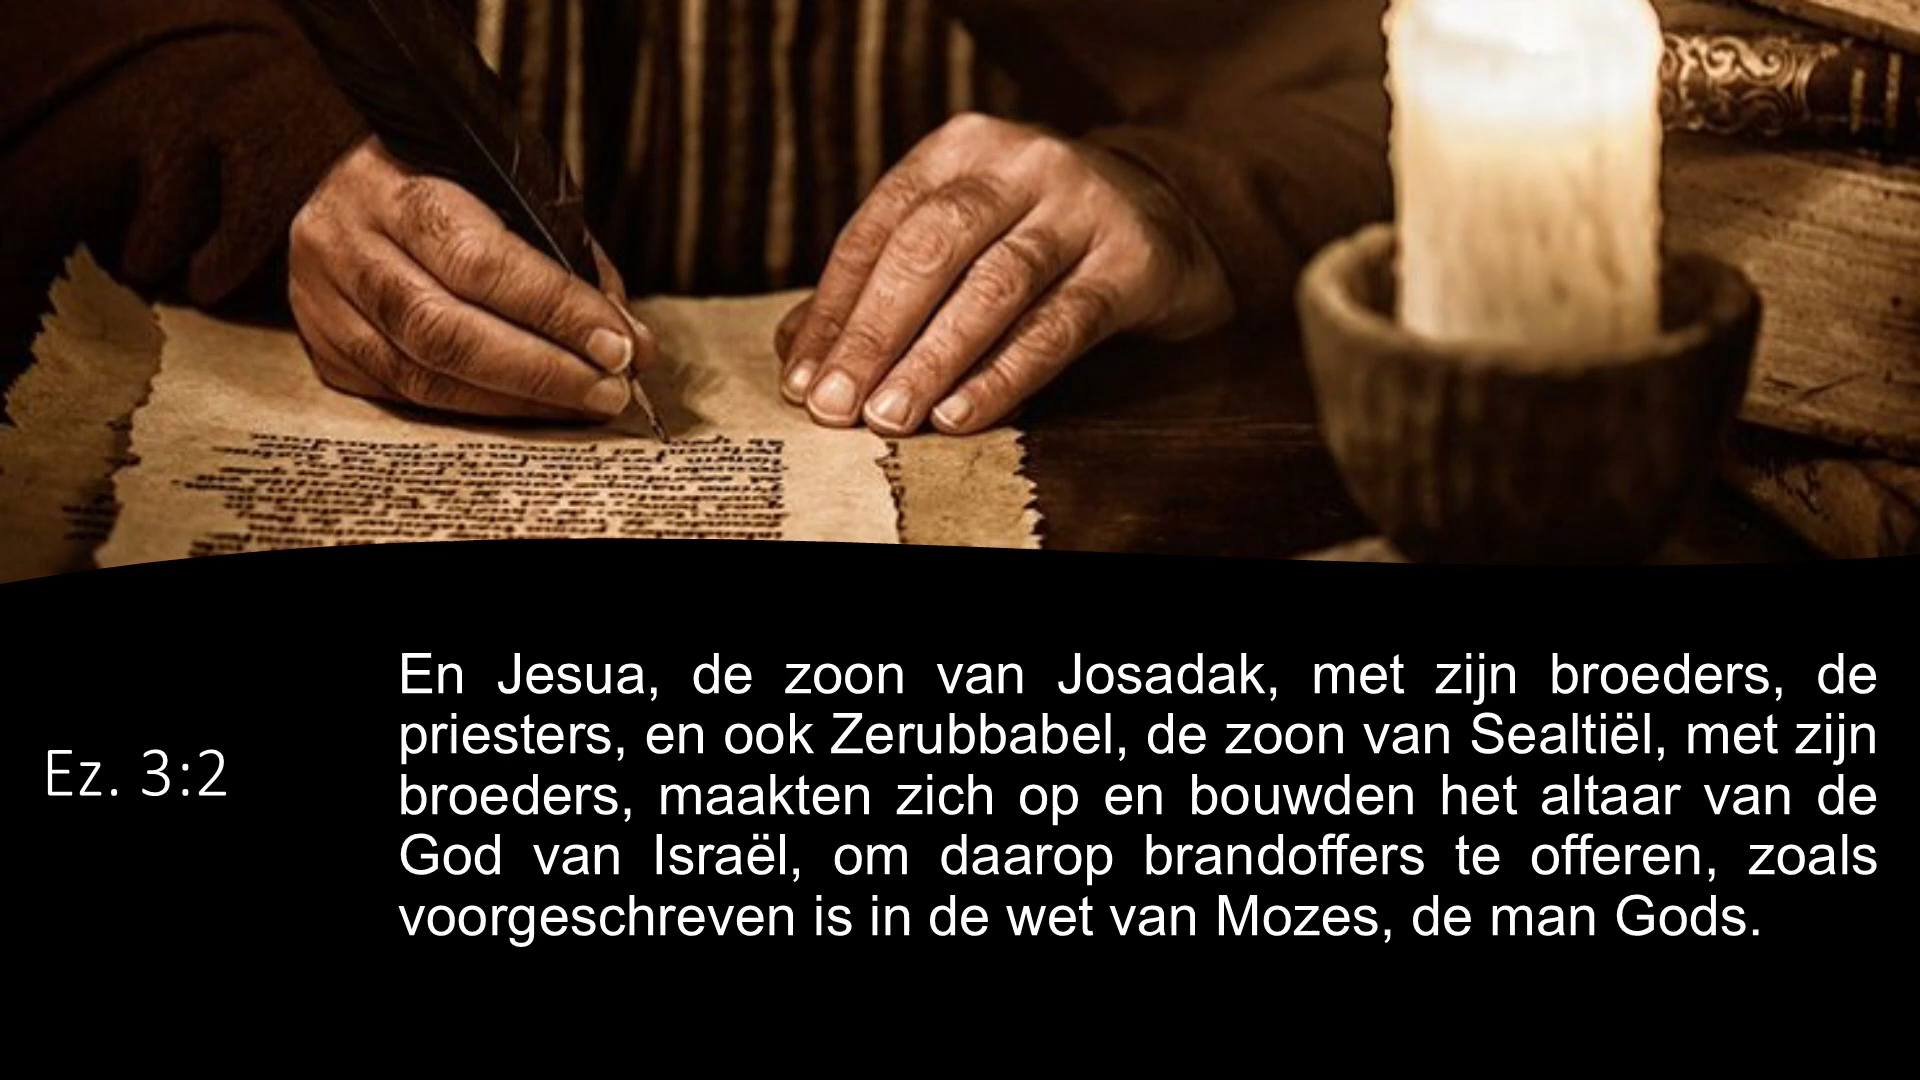 Ez. 3:2
En Jesua, de zoon van Josadak, met zijn broeders, de
priesters, en ook Zerubbabel, de zoon van Sealtiël, met zijn
broeders, maakten zich op en bouwden het altaar van de
God van Israël, om daarop brandoffers te offeren, zoals
voorgeschreven is in de wet van Mozes, de man Gods.